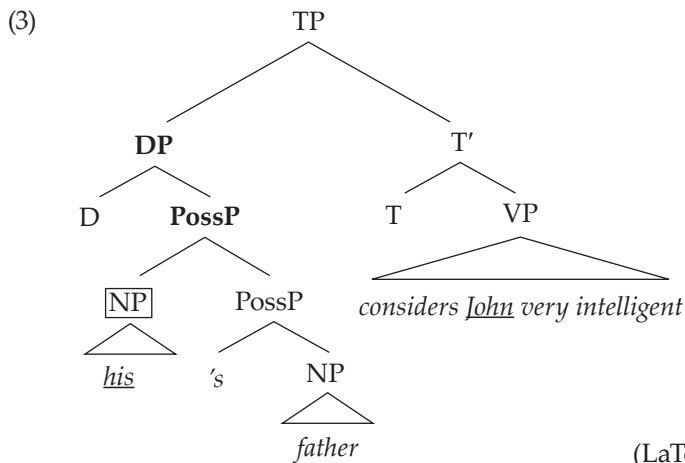 (3)
TP
DP
T′
D
PossP
T
VP
NP
PossP
considers John very intelligent
his
's
NP
father